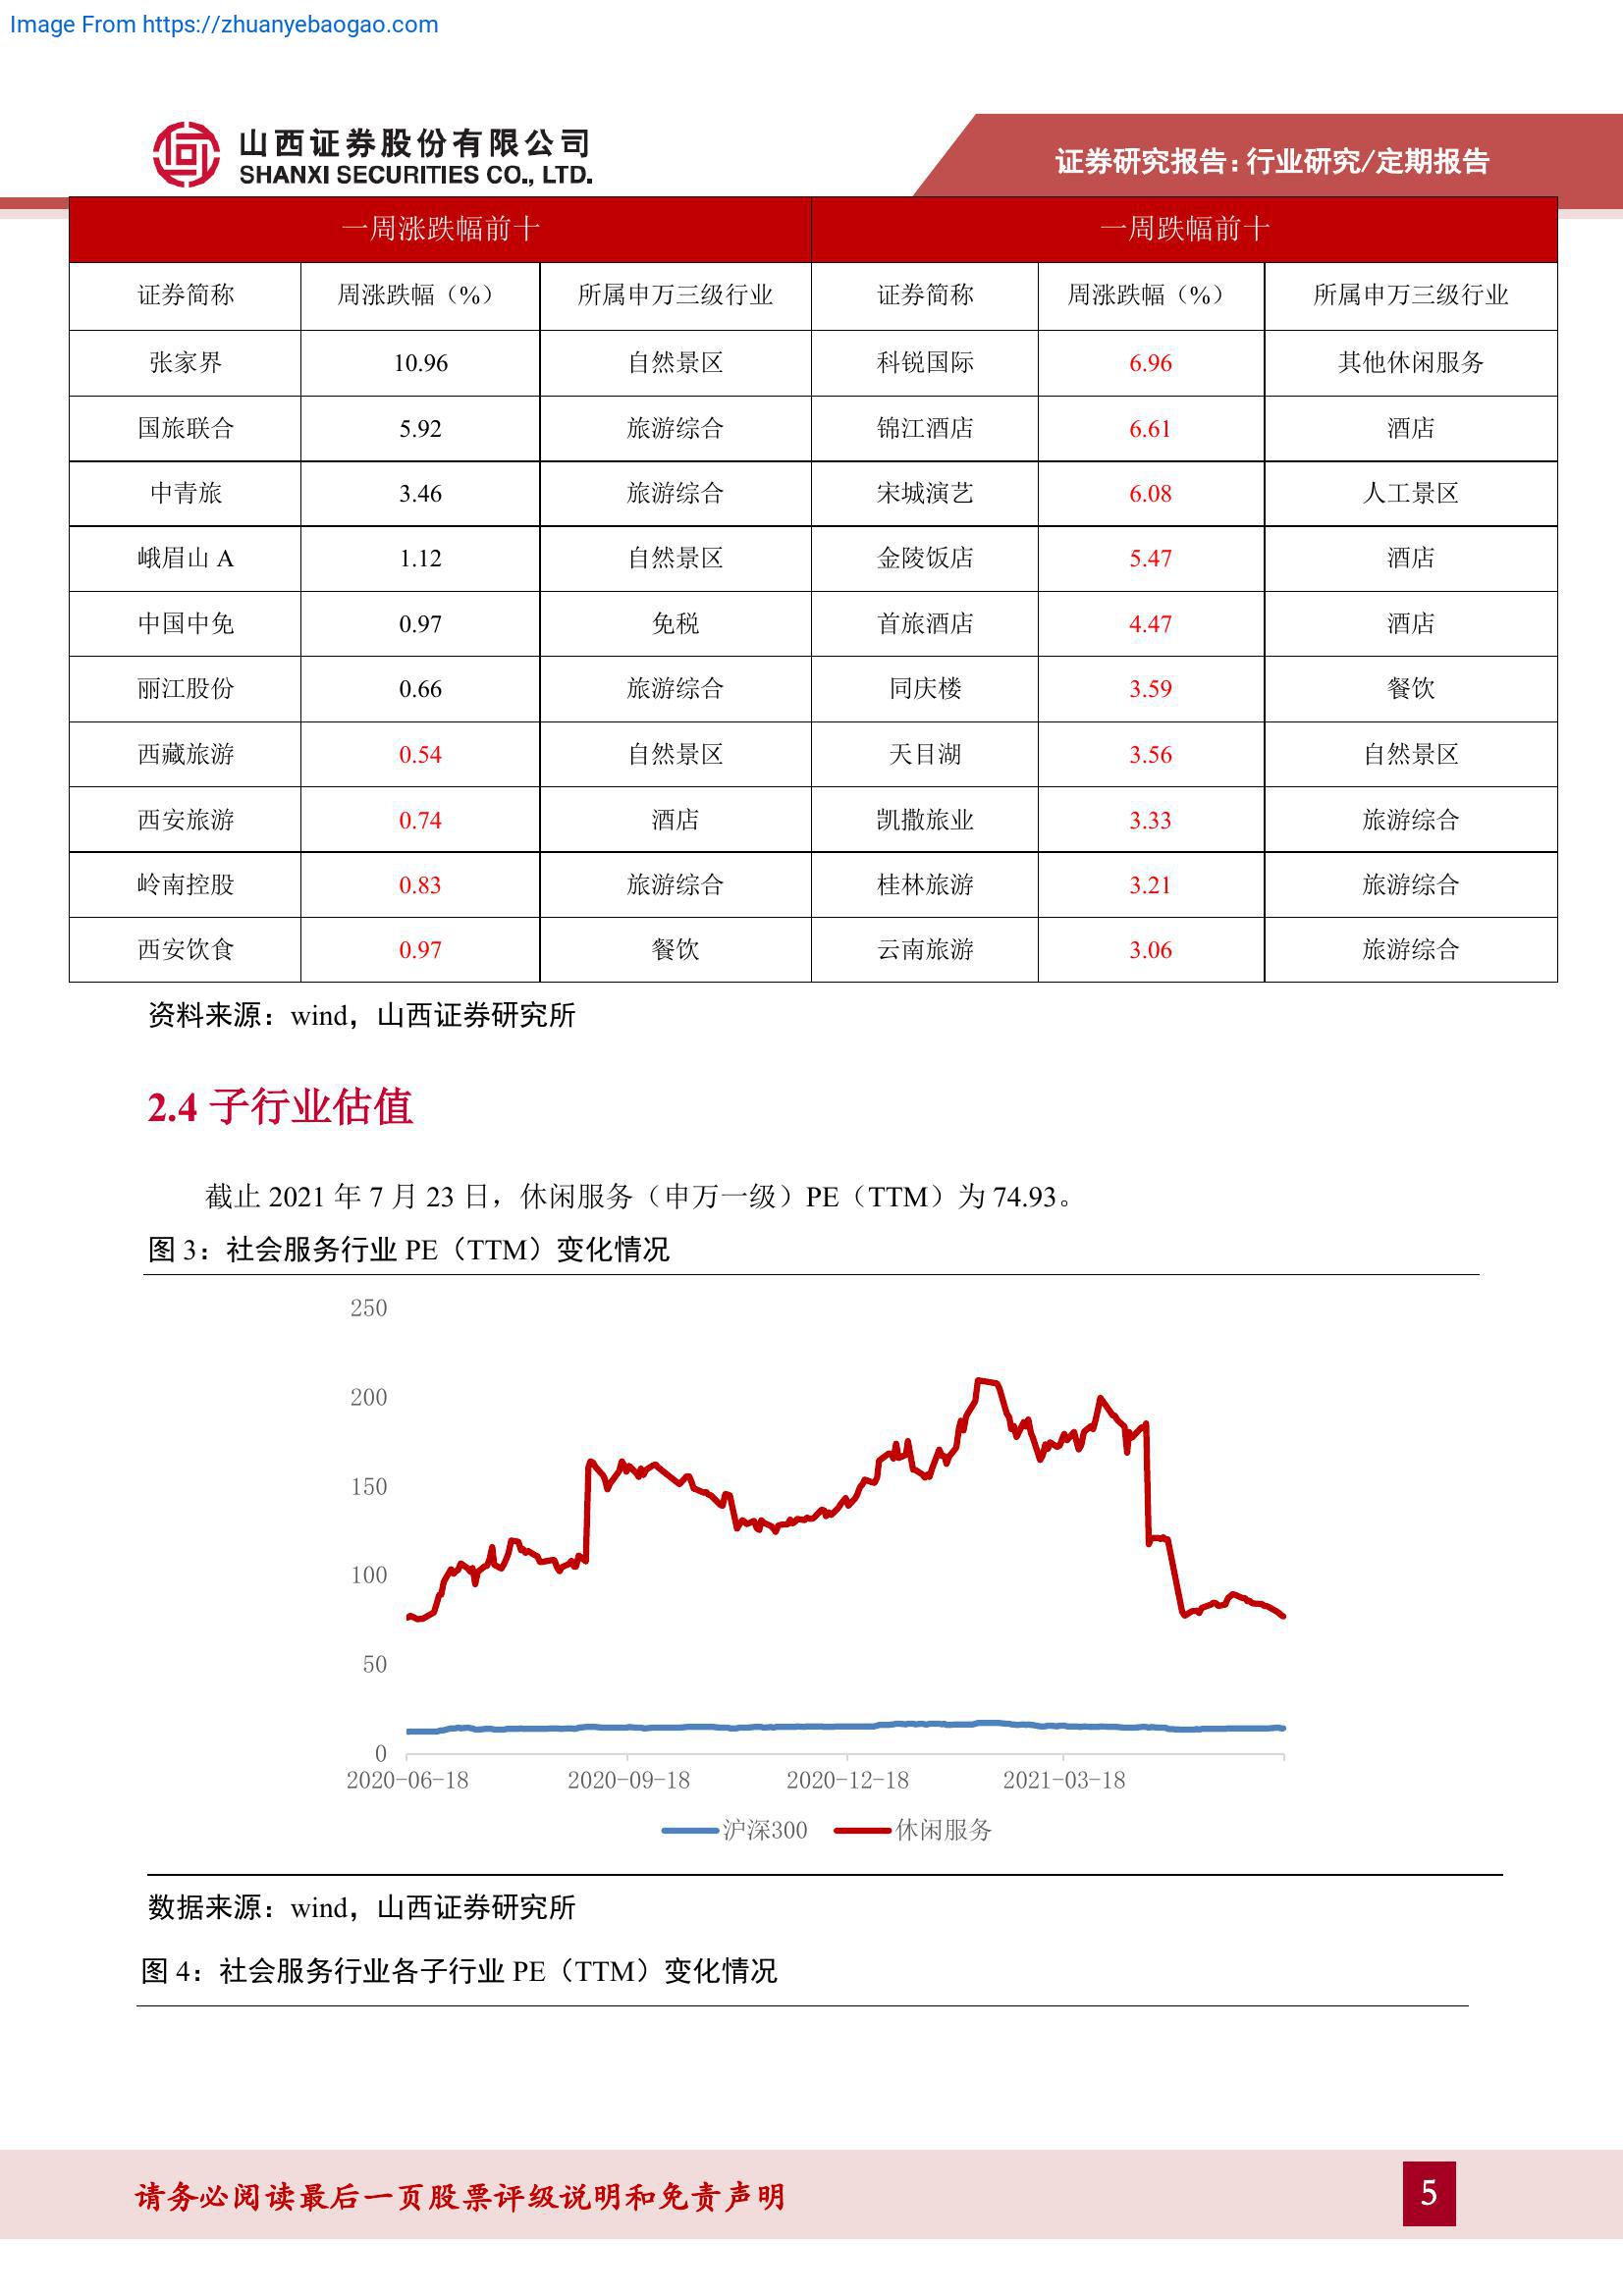 Image From https://zhuanyebaogao.com
山西证券股份有限公司
SHANXI SECURITIES CO., LTD.
证券研究报告:行业研究/定期报告
一周涨跌幅前十 一周跌幅前十
证券简称 周涨跌幅（%） 所属申万三级行业 证券简称 周涨跌幅（%） 所属申万三级行业
张家界 10.96 自然景区 科锐国际 6.96 其他休闲服务
国旅联合 5.92 旅游综合 锦江酒店 6.61 酒店
中青旅 3.46 旅游综合 宋城演艺 6.08 人工景区
峨眉山 A 1.12 自然景区 金陵饭店 5.47 酒店
中国中免 0.97 免税 首旅酒店 4.47 酒店
丽江股份 0.66 旅游综合 同庆楼 3.59 餐饮
西藏旅游 0.54 自然景区 天目湖 3.56 自然景区
西安旅游 0.74 酒店 凯撒旅业 3.33 旅游综合
岭南控股 0.83 旅游综合 桂林旅游 3.21 旅游综合
西安饮食 0.97 餐饮 云南旅游 3.06 旅游综合
资料来源：wind，山西证券研究所
2.4 子行业估值
截止 2021 年 7 月 23 日，休闲服务（申万一级）PE（TTM）为 74.93。
图 3：社会服务行业 PE（TTM）变化情况
250
200
150
100
50
0
2020-06-18 2020-09-18 2020-12-18 2021-03-18
沪深300 休闲服务
数据来源：wind，山西证券研究所
图 4：社会服务行业各子行业 PE（TTM）变化情况
请务必阅读最后一页股票评级说明和免责声明
5